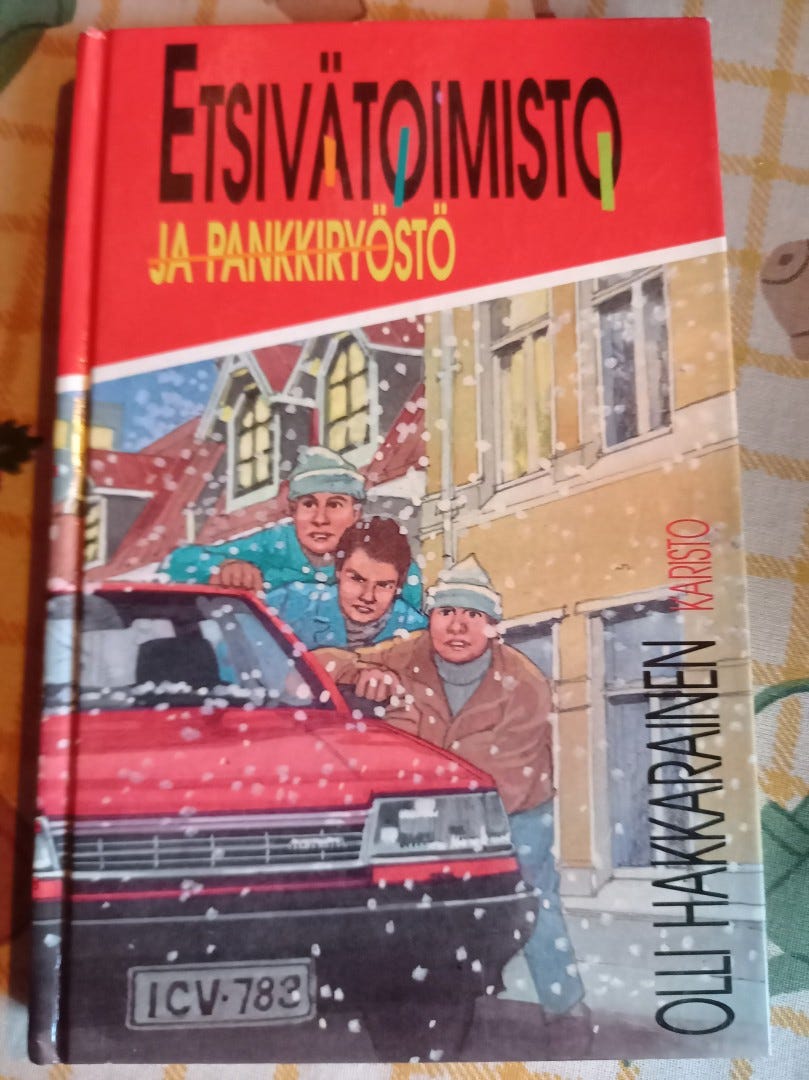 ETSIVÄTOIMISTO
JA PANKKIRYÖSTÖ
OLLI HAKKARAINEN
KARISTO
ICV-783